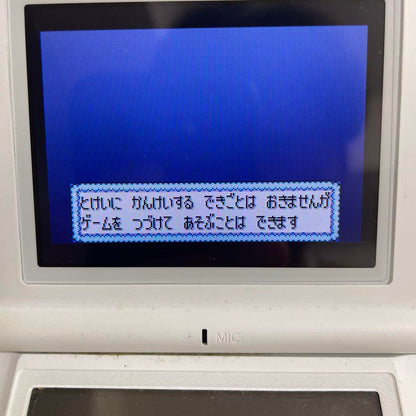 とけいに かんけいする できごとは おきませんが
ゲームを つづけて あそぶことは できます
MIC.